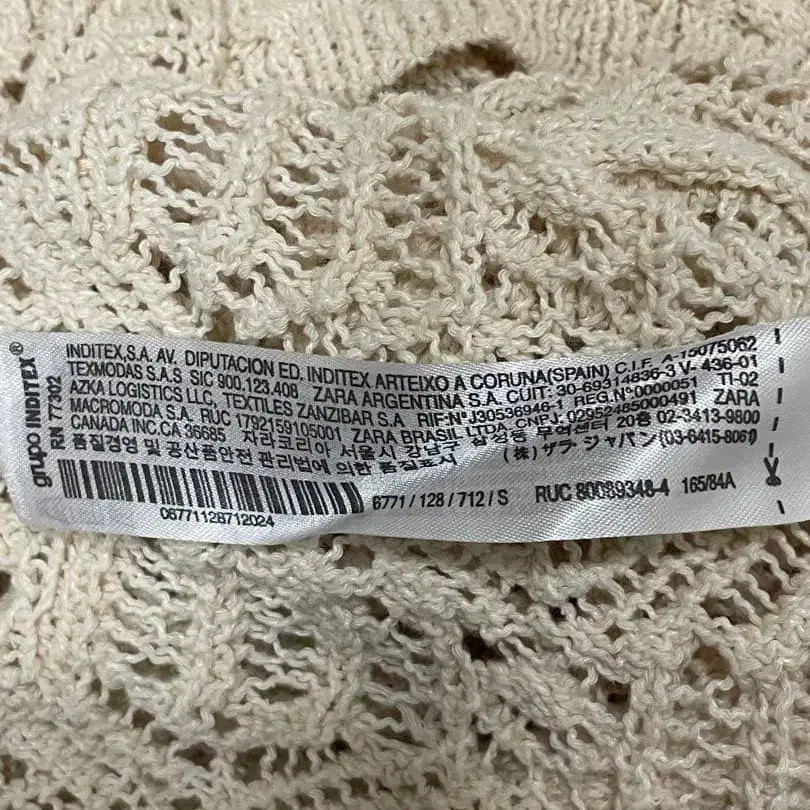 grupo INDITEX®
RN 77302
INDITEX,S.A. AV. DIPUTACION ED. INDITEX ARTEIXO A CORUNA(SPAIN) C.I.F. A-15075062
TEXMODAS S.A.S SIC 900.123.408 ZARA ARGENTINA S.A. CUIT: 30-69314836-3 V- 436-01
AZKA LOGISTICS LLC, TEXTILES ZANZIBAR S.A RIF-Nº J30536946-1 REG.Nº0000051 TI-02
MACROMODA S.A. RUC 1792159105001 ZARA BRASIL LTDA, CNPJ. 02952485000491 ZARA
CANADA INC.CA 36685 자라코리아 서울시 강남구 삼성동 무역센터 20층 02-3413-9800
품질경영 및 공산품안전 관리법에 의한 품질표시 (株) ザラ ジャパン (03-6415-8061)
06771128712024
6771 / 128 / 712 / S RUC 80089348-4 165/84A